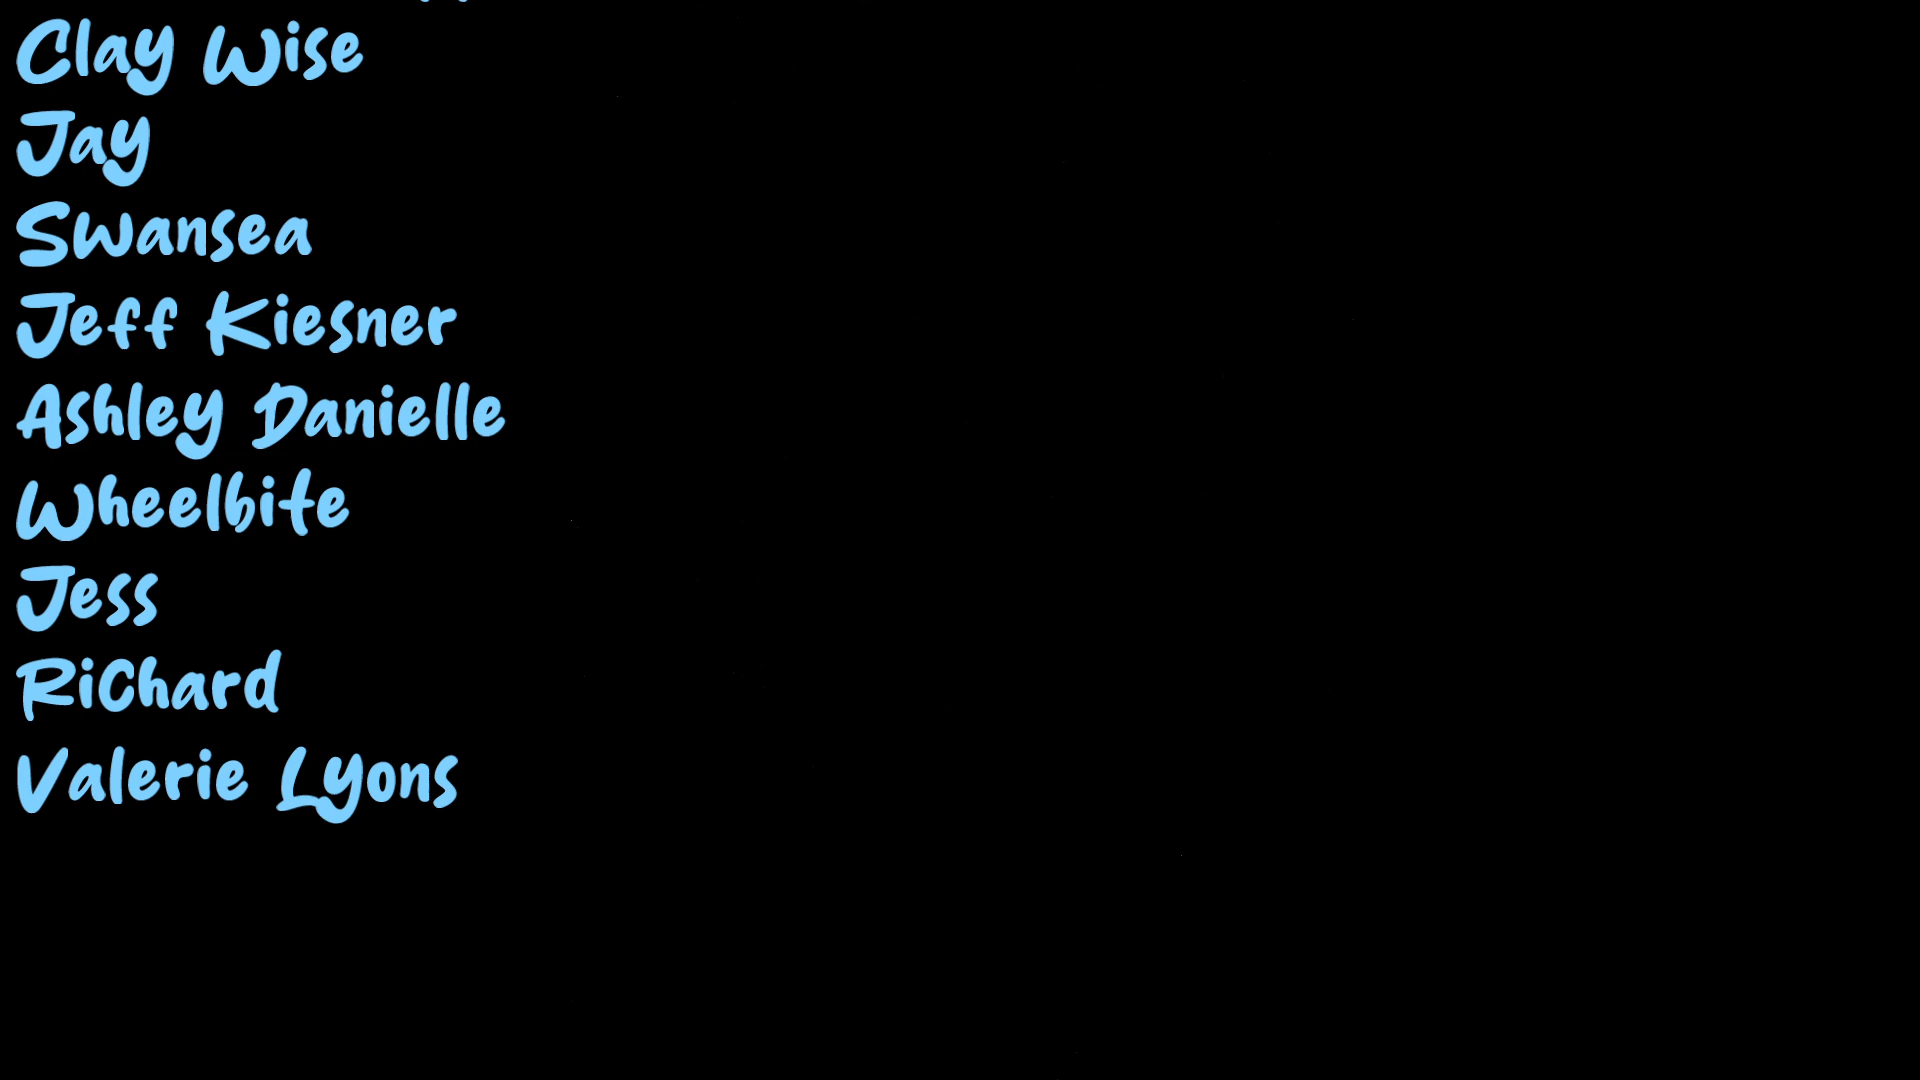 Clay Wise
Jay
Swansea
Jeff Kiesner
Ashley Danielle
Wheelbite
Jess
Richard
Valerie Lyons